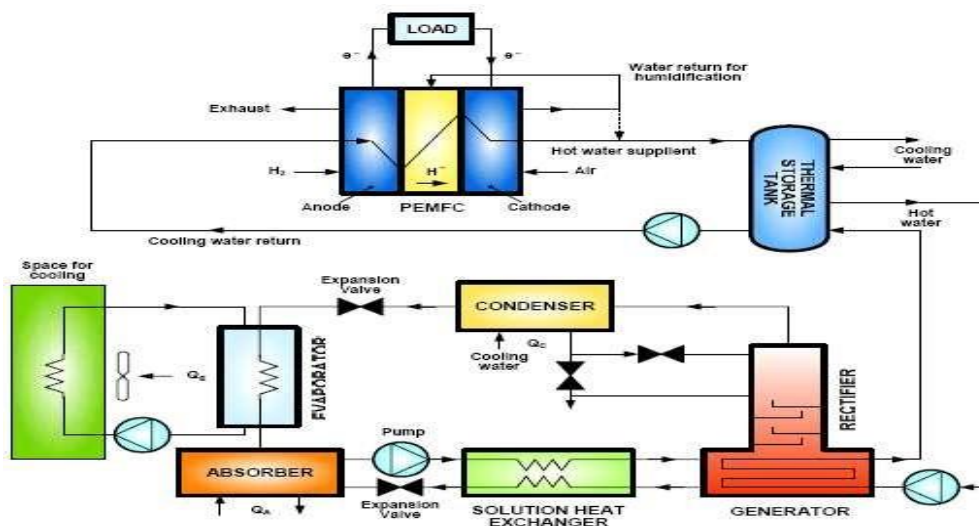 LOAD
e⁻
e⁻
Water return for
humidification
Exhaust
Hot water supplient
Cooling
water
H₂
H⁻
Air
THERMAL
STORAGE
TANK
Anode
PEMFC
Cathode
Hot
water
Cooling water return
Space for
cooling
Expansion
Valve
CONDENSER
Cooling
water
Qc
EVAPORATOR
RECTIFIER
Pump
ABSORBER
Expansion
Valve
SOLUTION HEAT
EXCHANGER
GENERATOR
Q_A